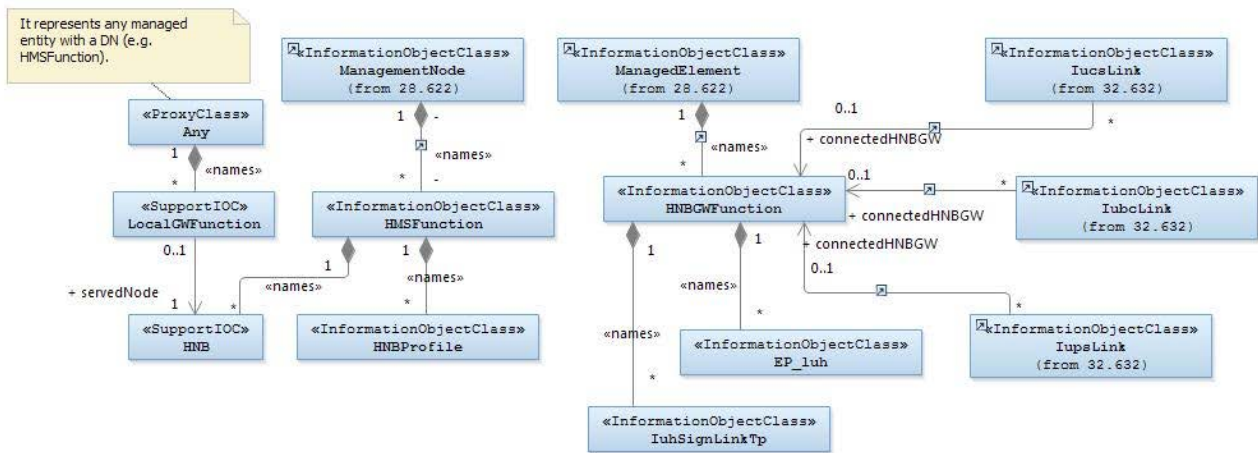 It represents any managed
entity with a DN (e.g.
HMSFunction).
«ProxyClass»
Any
1
«names»
*
«SupportIOC»
LocalGWFunction
0..1
+ servedNode
1
«SupportIOC»
HNB
«InformationObjectClass»
ManagementNode
(from 28.622)
1
-
«names»
*
-
«InformationObjectClass»
HMSFunction
1
«names»
*
1
«names»
*
«InformationObjectClass»
HNBProfile
«InformationObjectClass»
ManagedElement
(from 28.622)
1
«names»
*
«InformationObjectClass»
HNBGWFunction
1
«names»
*
«InformationObjectClass»
IuhSignLinkTp
1
«names»
*
«InformationObjectClass»
EP_luh
«InformationObjectClass»
IucsLink
(from 32.632)
*
0..1
+ connectedHNBGW
«InformationObjectClass»
IubcLink
(from 32.632)
*
0..1
+ connectedHNBGW
«InformationObjectClass»
IupsLink
(from 32.632)
*
+ connectedHNBGW
0..1